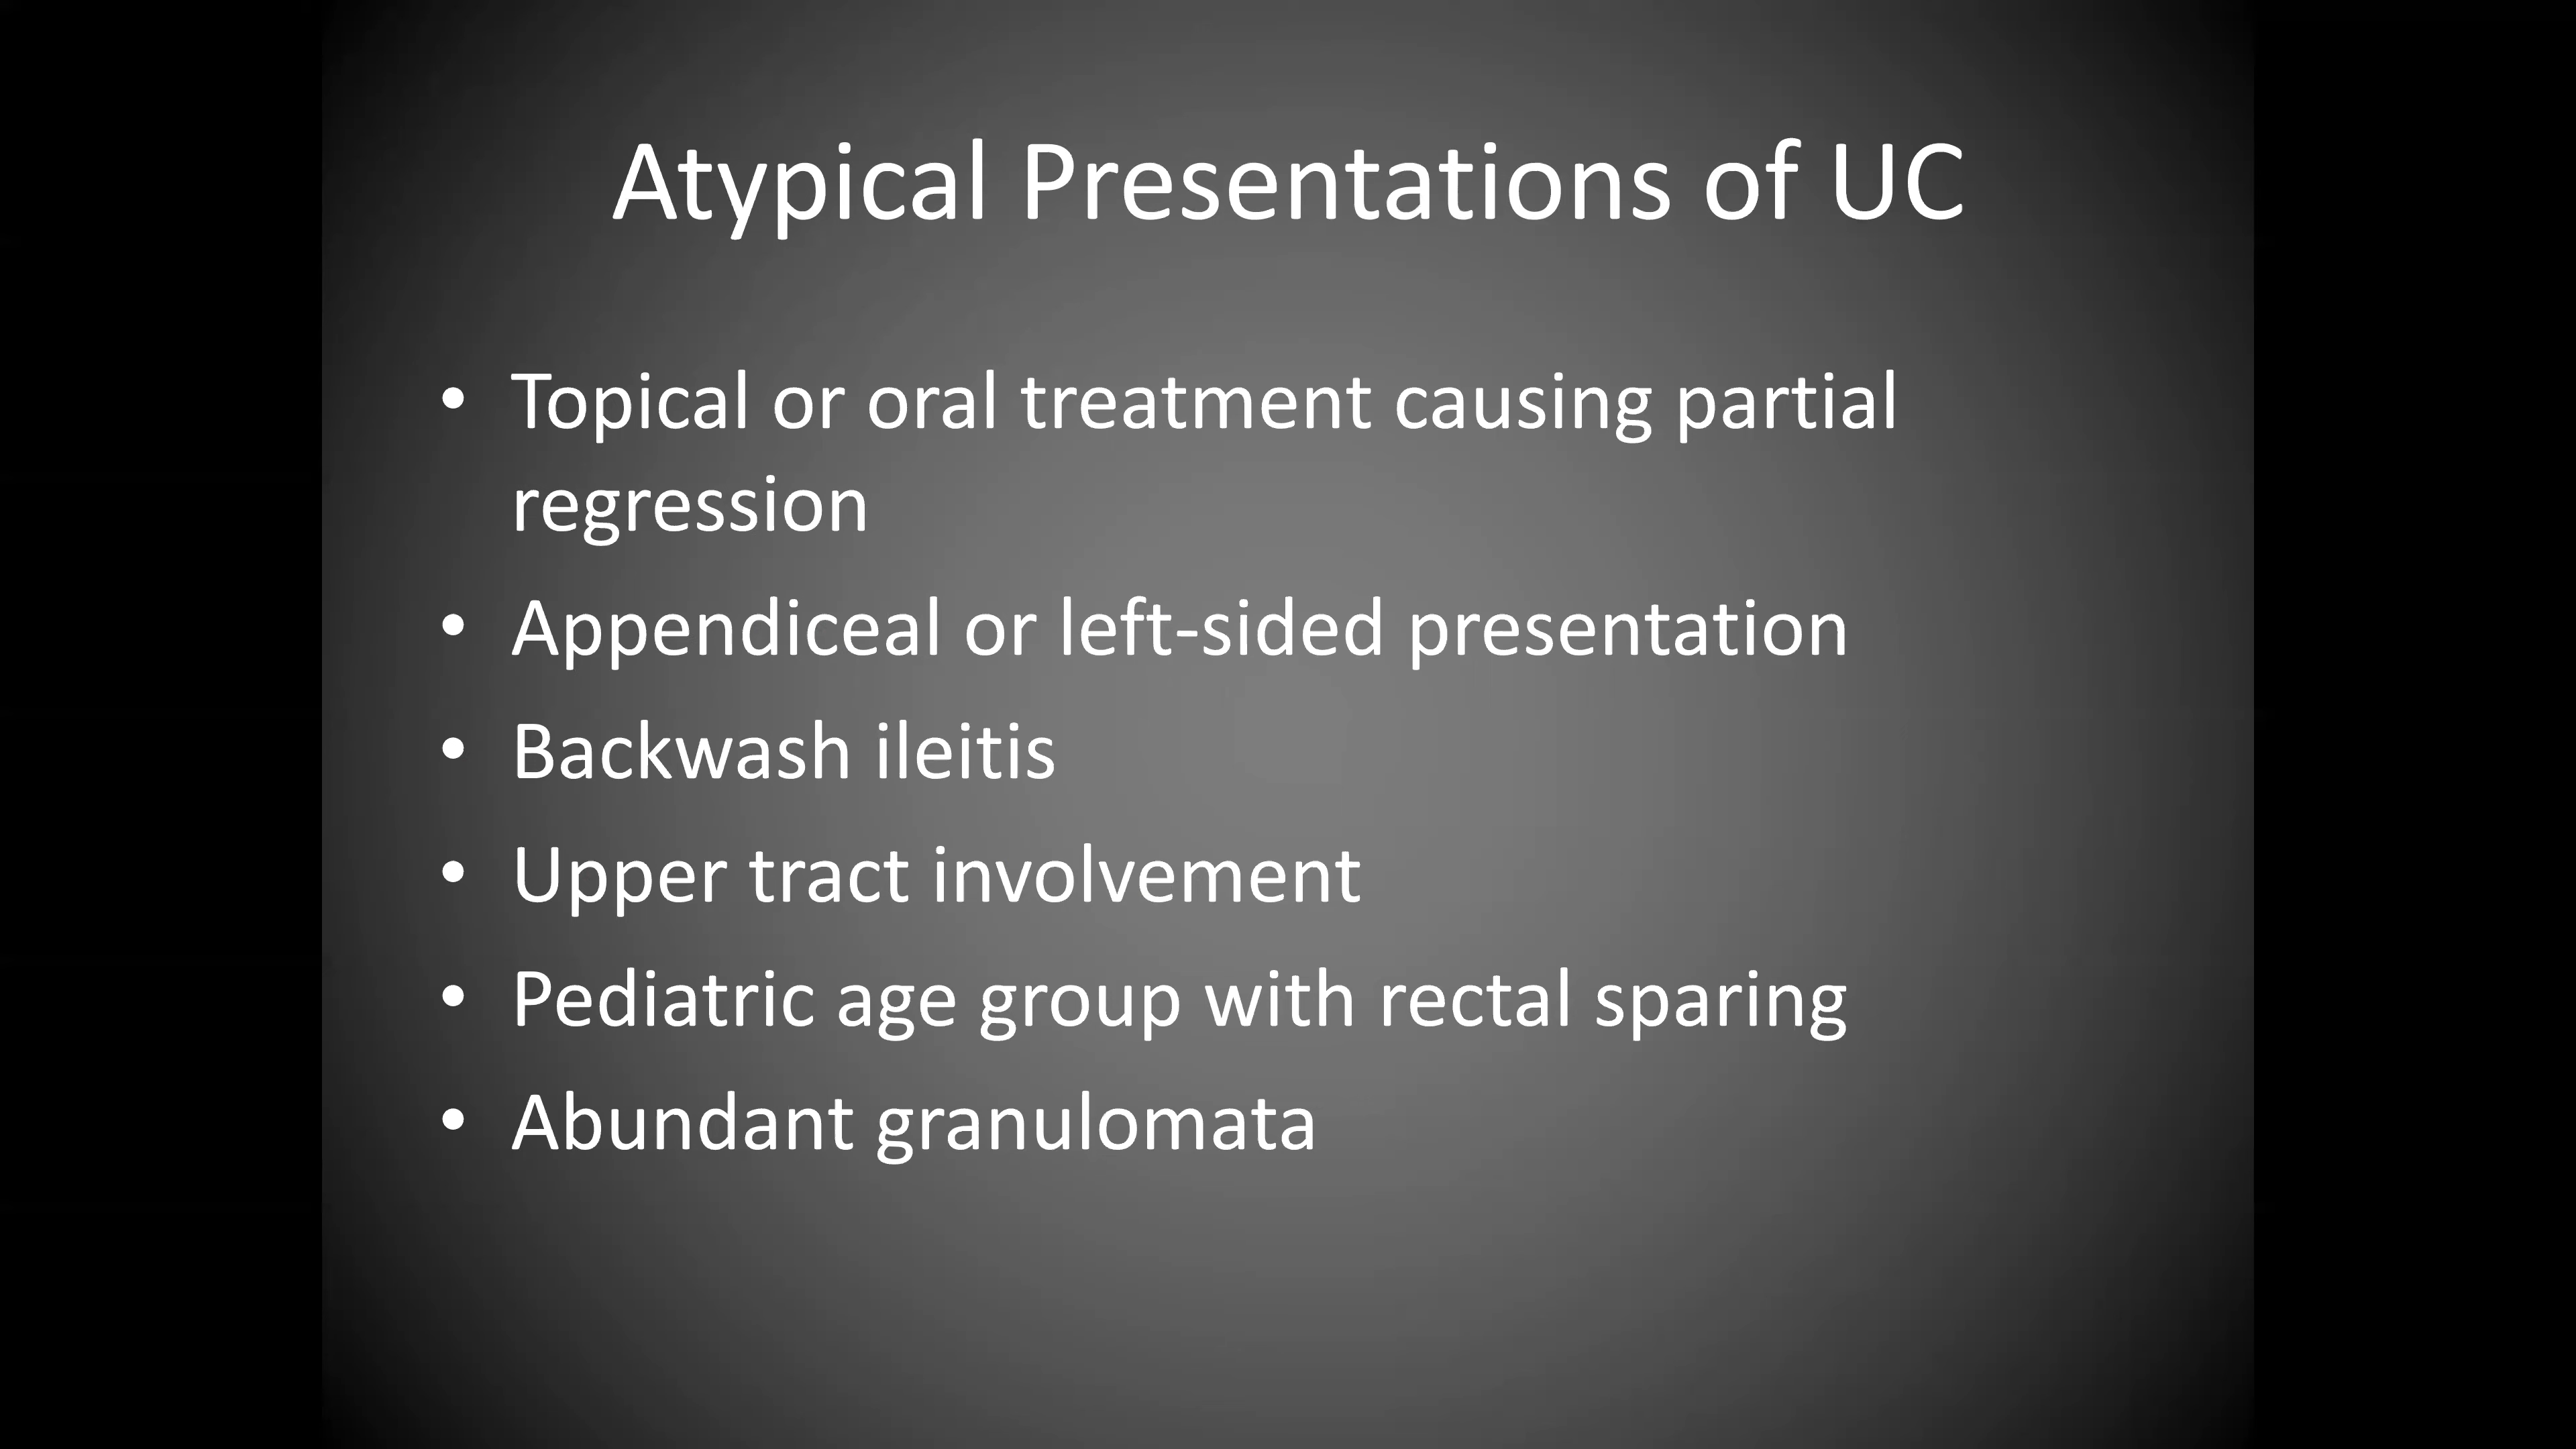 Atypical Presentations of UC
• Topical or oral treatment causing partial
regression
• Appendiceal or left-sided presentation
• Backwash ileitis
• Upper tract involvement
• Pediatric age group with rectal sparing
• Abundant granulomata